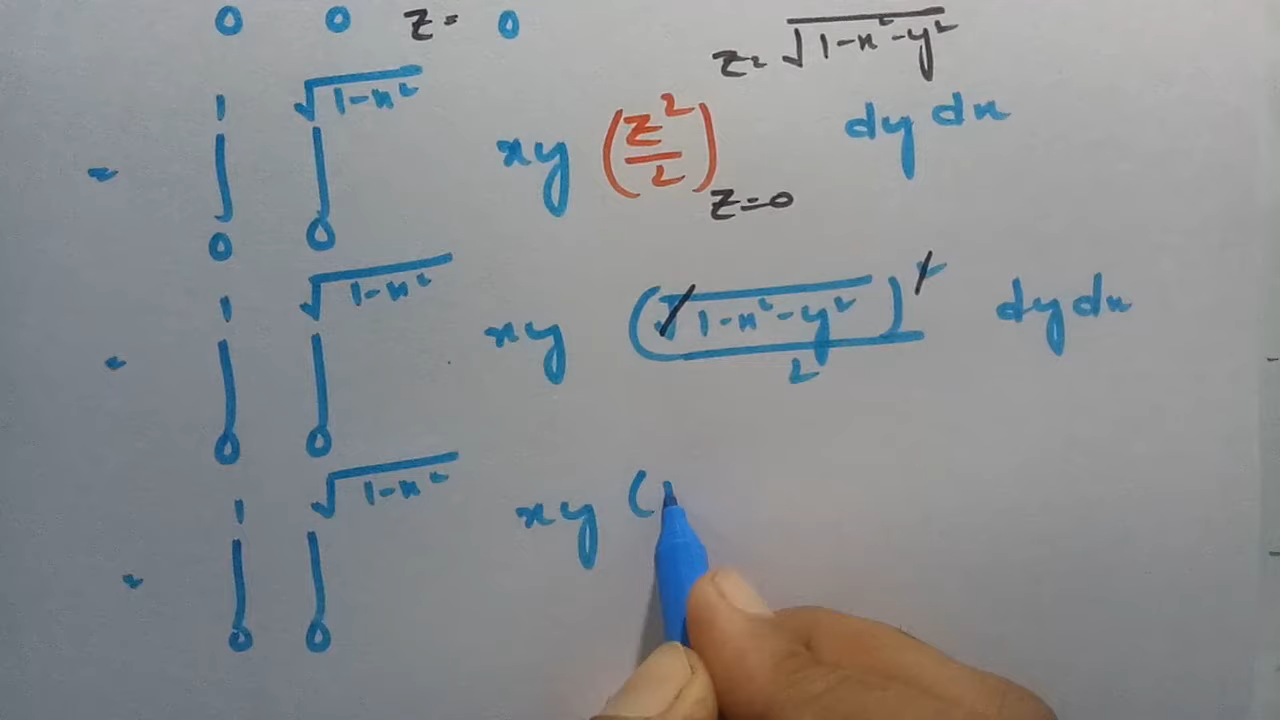 0 0 z = 0
z = √(1-x²-y²)
= ∫₀¹ ∫₀^√(1-x²) xy (z²/2)_{z=0} dy dx
= ∫₀¹ ∫₀^√(1-x²) xy (√(1-x²-y²))²/2 dy dx
= ∫₀¹ ∫₀^√(1-x²) xy (